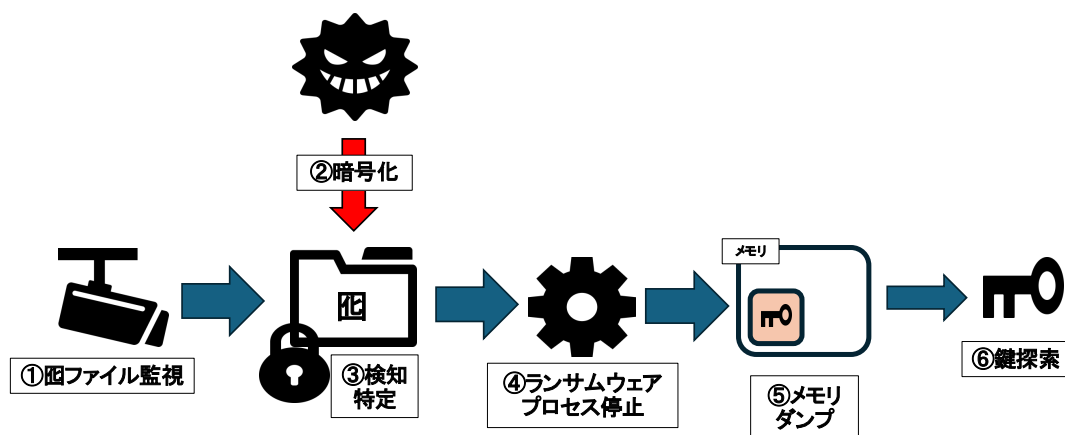 ②暗号化
メモリ
囮
①囮ファイル監視
③検知
特定
④ランサムウェア
プロセス停止
⑤メモリ
ダンプ
⑥鍵探索